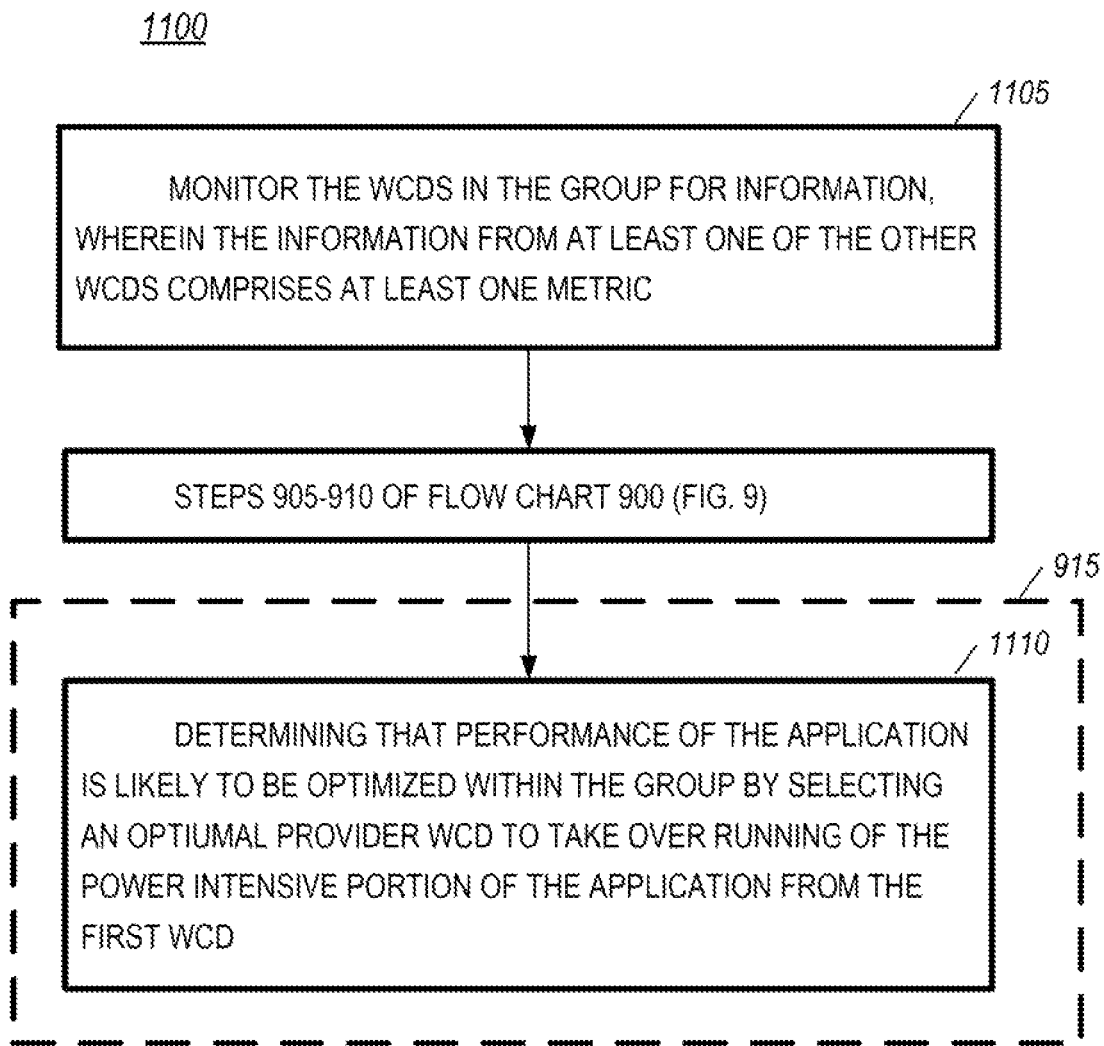 1100
1105
MONITOR THE WCDS IN THE GROUP FOR INFORMATION,
WHEREIN THE INFORMATION FROM AT LEAST ONE OF THE OTHER
WCDS COMPRISES AT LEAST ONE METRIC
STEPS 905-910 OF FLOW CHART 900 (FIG. 9)
915
1110
DETERMINING THAT PERFORMANCE OF THE APPLICATION
IS LIKELY TO BE OPTIMIZED WITHIN THE GROUP BY SELECTING
AN OPTIUMAL PROVIDER WCD TO TAKE OVER RUNNING OF THE
POWER INTENSIVE PORTION OF THE APPLICATION FROM THE
FIRST WCD